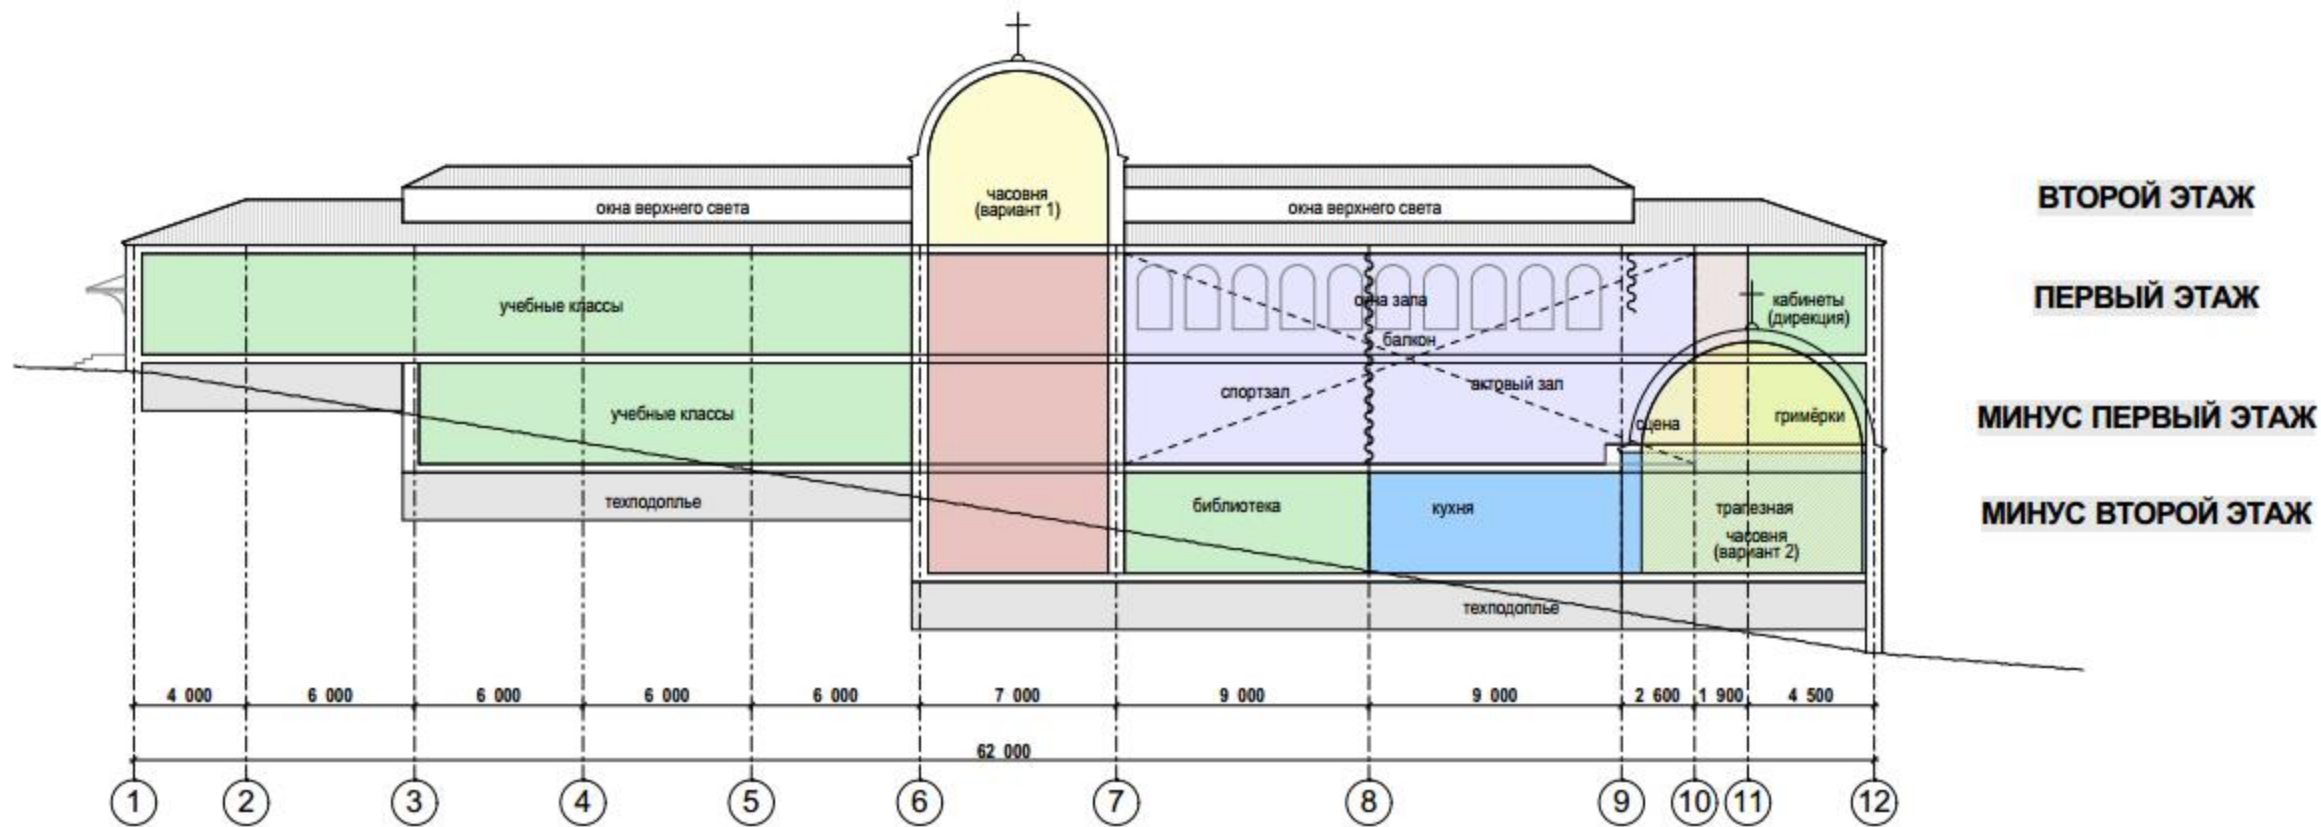 часовня
(вариант 1)
ВТОРОЙ ЭТАЖ
окна верхнего света
окна верхнего света
учебные классы
окна зала
кабинеты
(дирекция)
ПЕРВЫЙ ЭТАЖ
балкон
спортзал
актовый зал
учебные классы
сцена
гримёрки
МИНУС ПЕРВЫЙ ЭТАЖ
техподоплье
библиотека
кухня
трапезная
часовня
(вариант 2)
МИНУС ВТОРОЙ ЭТАЖ
техподоплье
4 000 6 000 6 000 6 000 6 000 7 000 9 000 9 000 2 600 1 900 4 500
62 000
1 2 3 4 5 6 7 8 9 10 11 12